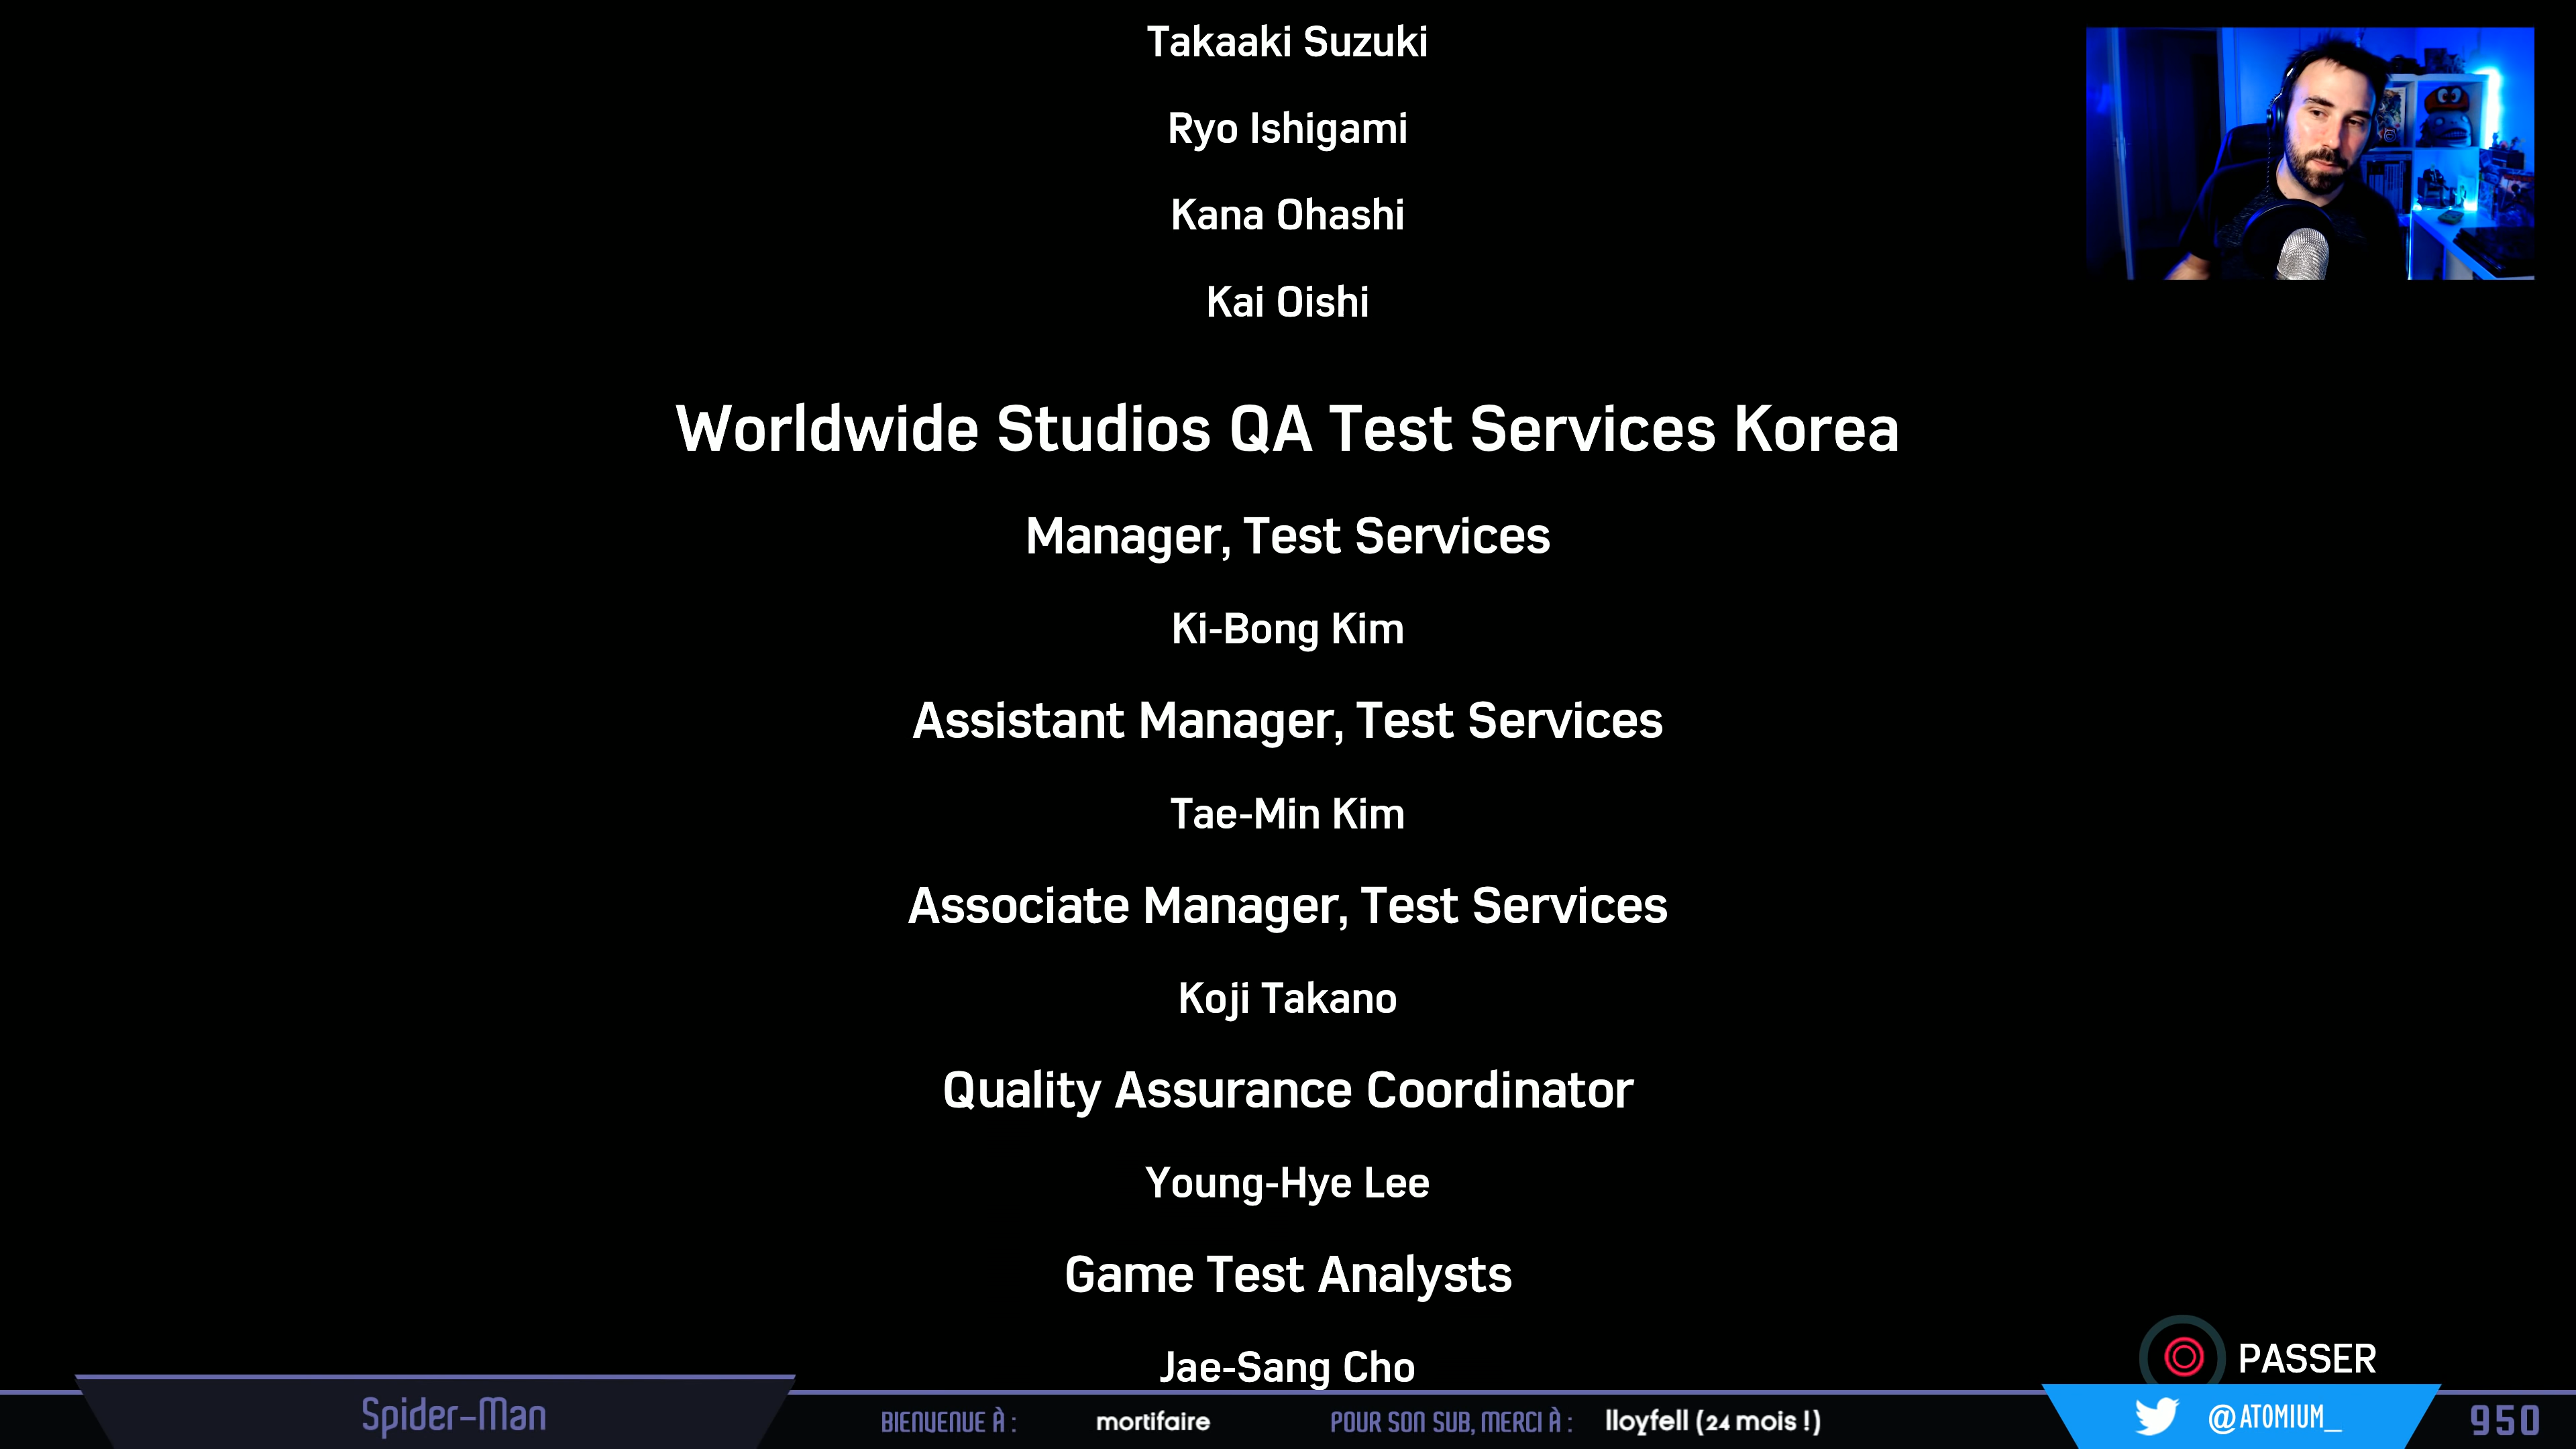 Takaaki Suzuki
Ryo Ishigami
Kana Ohashi
Kai Oishi
Worldwide Studios QA Test Services Korea
Manager, Test Services
Ki-Bong Kim
Assistant Manager, Test Services
Tae-Min Kim
Associate Manager, Test Services
Koji Takano
Quality Assurance Coordinator
Young-Hye Lee
Game Test Analysts
Jae-Sang Cho
PASSER
Spider-Man
BIENVENUE À : mortifaire
POUR SON SUB, MERCI À : lloyfell (24 mois !)
@ATOMIUM_
950